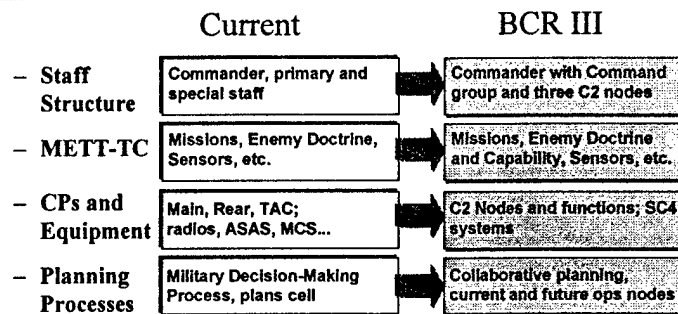 Current BCR III
– Staff Structure
Commander, primary and
special staff
Commander with Command
group and three C2 nodes
– METT-TC
Missions, Enemy Doctrine,
Sensors, etc.
Missions, Enemy Doctrine
and Capability, Sensors, etc.
– CPs and
Equipment
Main, Rear, TAC;
radios, ASAS, MCS...
C2 Nodes and functions; SC4
systems
– Planning
Processes
Military Decision-Making
Process, plans cell
Collaborative planning,
current and future ops nodes